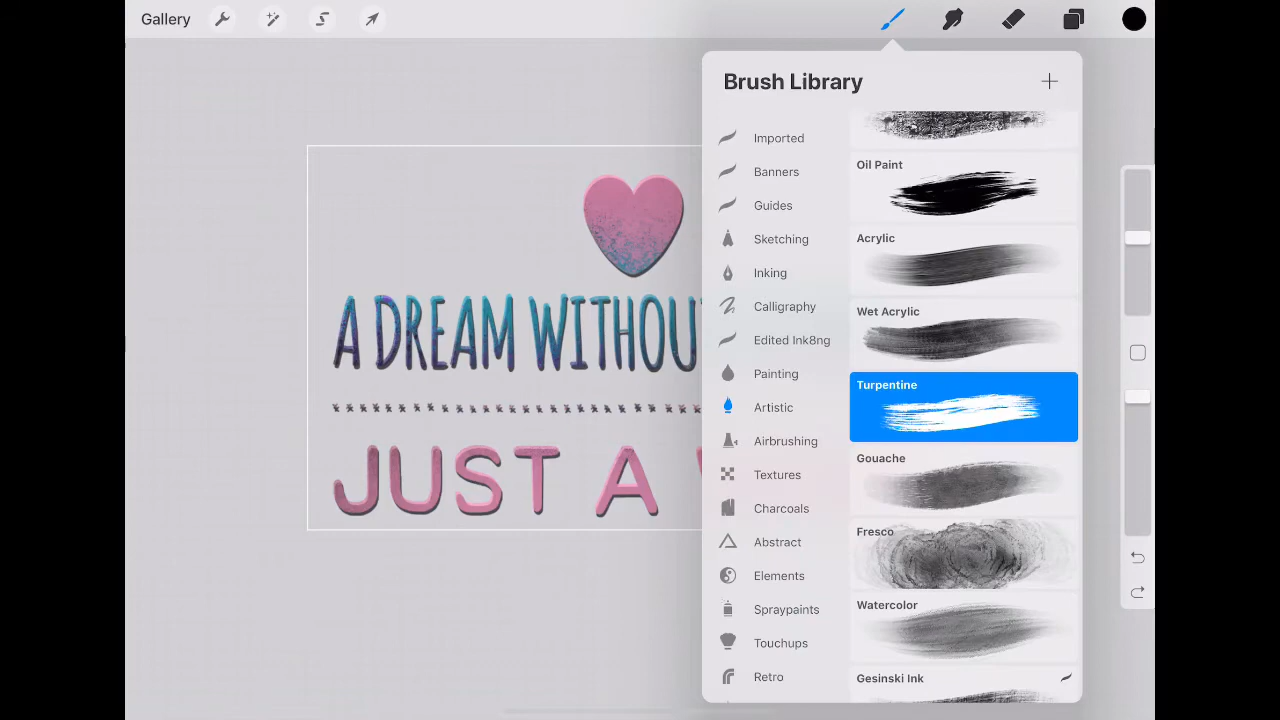 Gallery
Brush Library
Imported
Banners
Guides
Sketching
Inking
Calligraphy
Edited Ink8ng
Painting
Artistic
Airbrushing
Textures
Charcoals
Abstract
Elements
Spraypaints
Touchups
Retro
Oil Paint
Acrylic
Wet Acrylic
Turpentine
Gouache
Fresco
Watercolor
Gesinski Ink
A DREAM WITHOU
JUST A